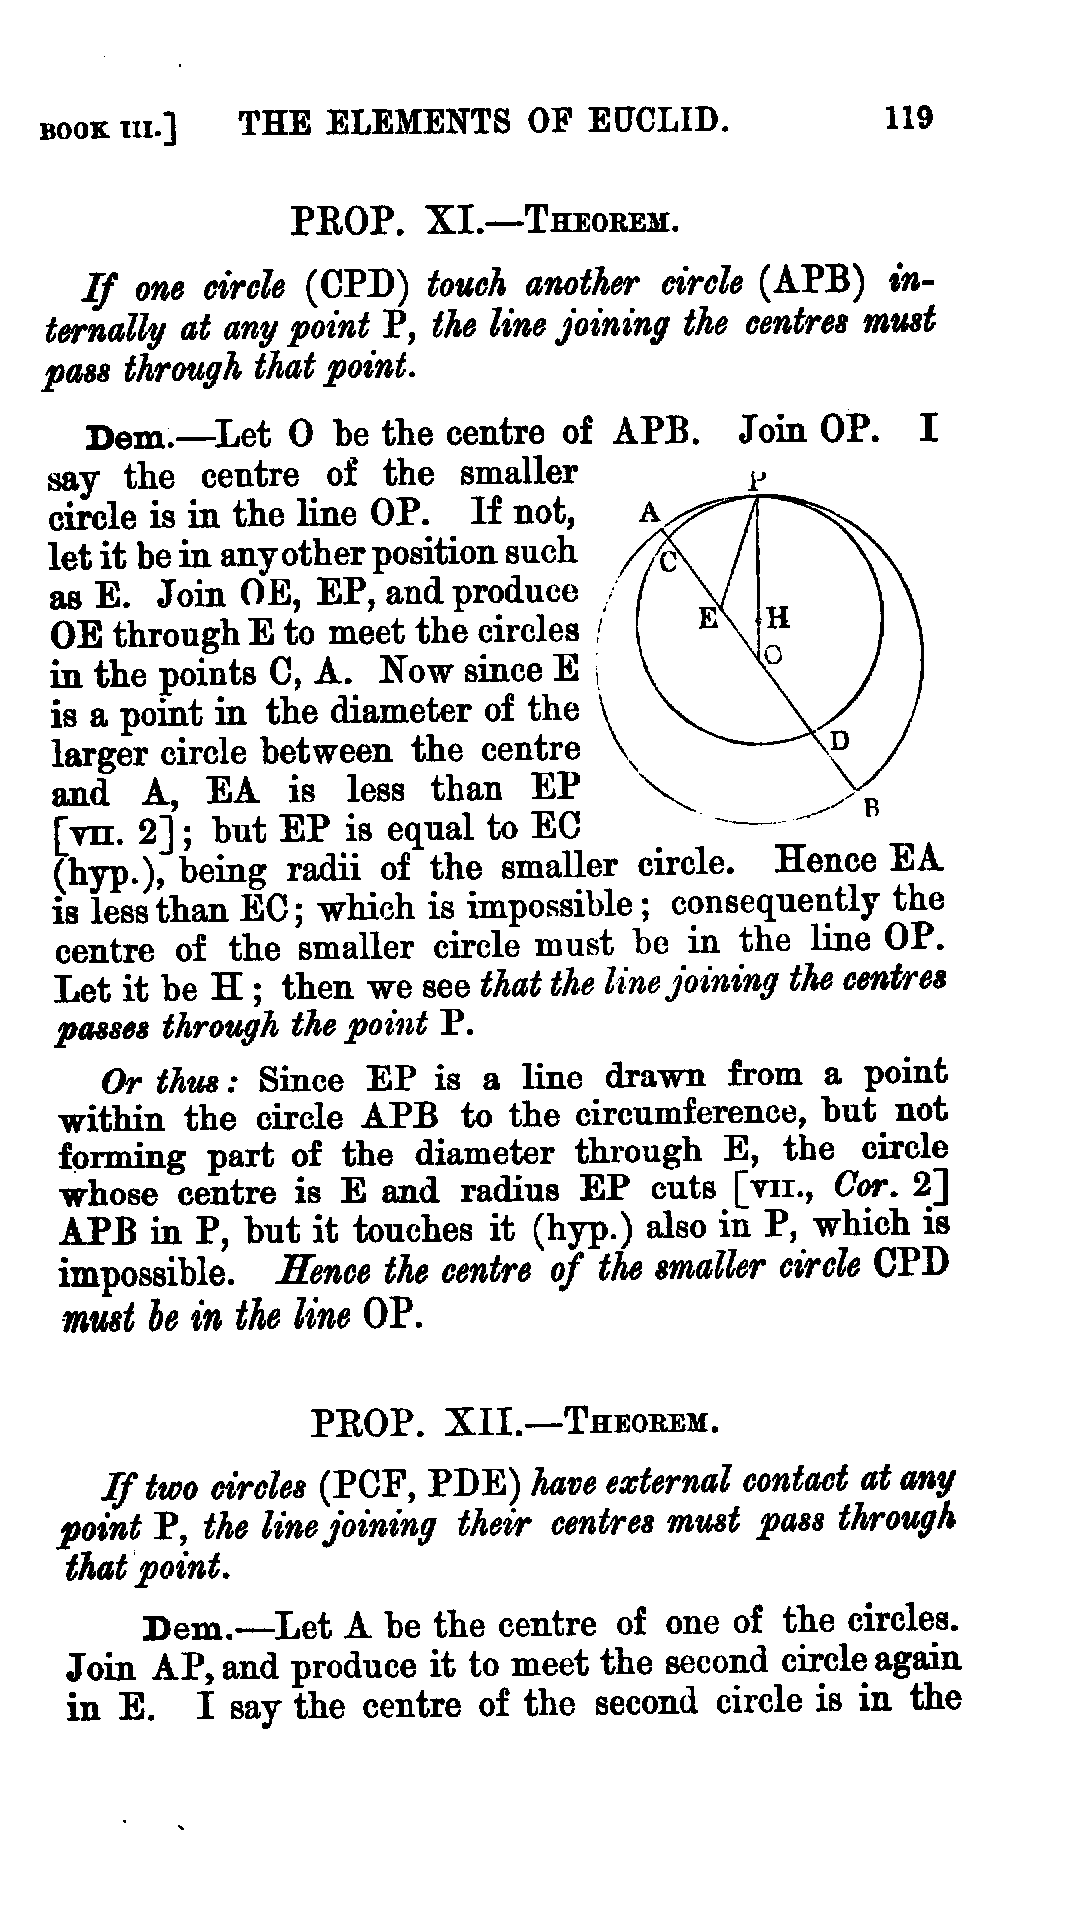 BOOK III.] THE ELEMENTS OF EUCLID. 119
PROP. XI.—THEOREM.
If one circle (CPD) touch another circle (APB) in-
ternally at any point P, the line joining the centres must
pass through that point.
Dem.—Let O be the centre of APB. Join OP. I
say the centre of the smaller
circle is in the line OP. If not,
let it be in any other position such
as E. Join OE, EP, and produce
OE through E to meet the circles
in the points C, A. Now since E
is a point in the diameter of the
larger circle between the centre
and A, EA is less than EP
[VII. 2]; but EP is equal to EC
(hyp.), being radii of the smaller circle. Hence EA
is less than EC; which is impossible; consequently the
centre of the smaller circle must be in the line OP.
Let it be H; then we see that the line joining the centres
passes through the point P.
P
A
C
E
H
O
D
B
Or thus: Since EP is a line drawn from a point
within the circle APB to the circumference, but not
forming part of the diameter through E, the circle
whose centre is E and radius EP cuts [VII., Cor. 2]
APB in P, but it touches it (hyp.) also in P, which is
impossible. Hence the centre of the smaller circle CPD
must be in the line OP.
PROP. XII.—THEOREM.
If two circles (PCF, PDE) have external contact at any
point P, the line joining their centres must pass through
that point.
Dem.—Let A be the centre of one of the circles.
Join AP, and produce it to meet the second circle again
in E. I say the centre of the second circle is in the